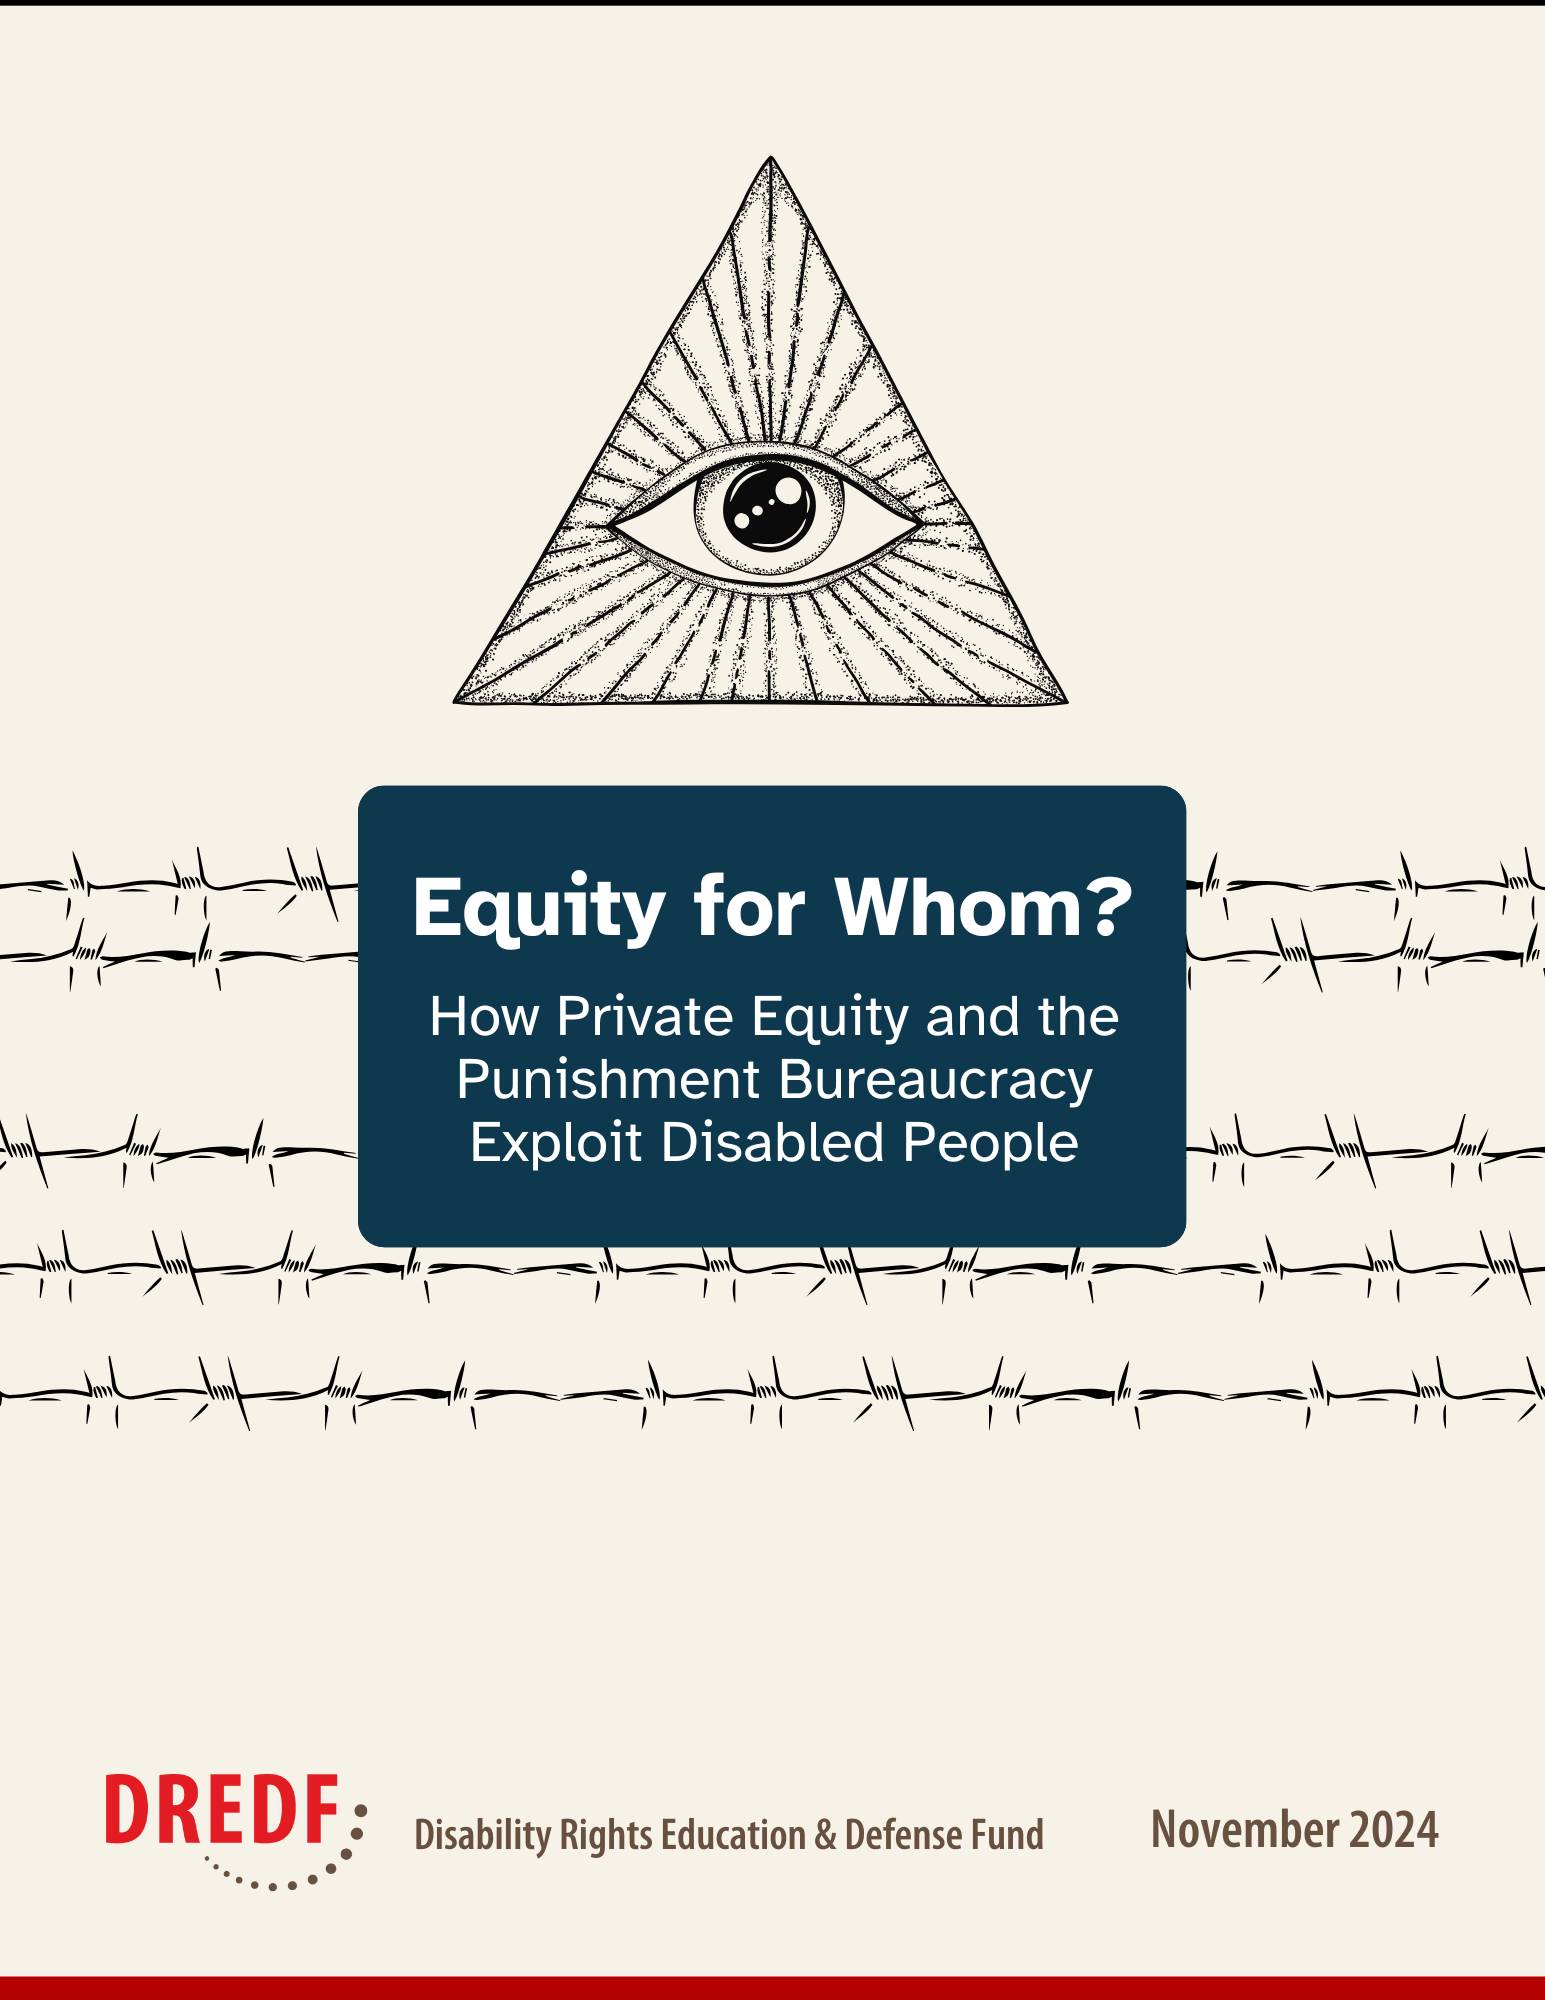 Equity for Whom?
How Private Equity and the
Punishment Bureaucracy
Exploit Disabled People
DREDF
Disability Rights Education & Defense Fund
November 2024